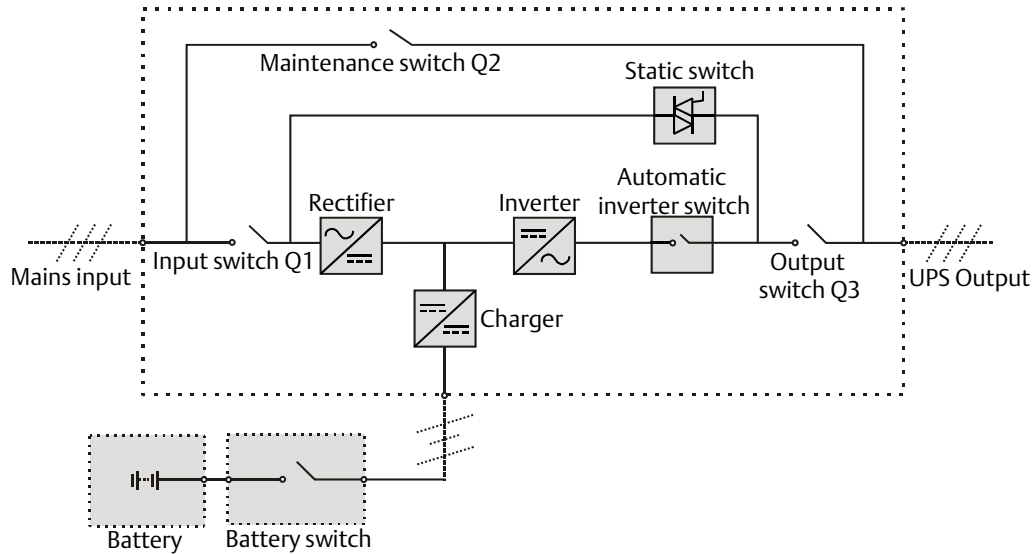 Maintenance switch Q2
Static switch
Automatic
inverter switch
Rectifier
Inverter
Mains input
Input switch Q1
Output
switch Q3
UPS Output
Charger
Battery
Battery switch